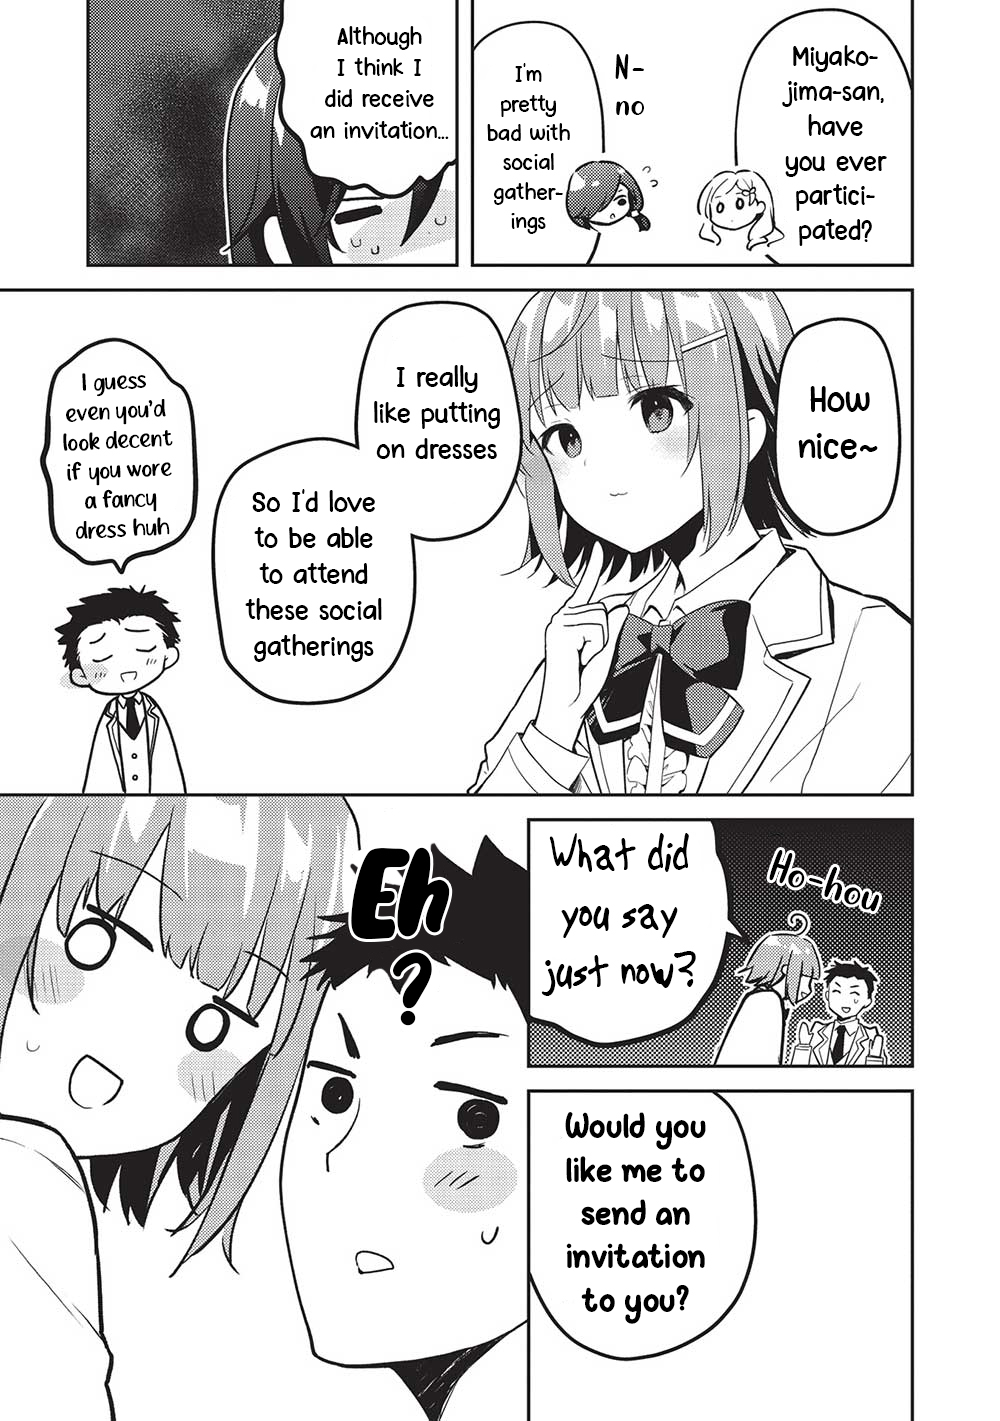 Miyako-
jima-san,
have
you ever
partici-
pated?
N-
no
I'm
pretty
bad with
social
gather-
ings
Although
I think I
did receive
an invitation...
How
nice~
I really
like putting
on dresses
So I'd love
to be able
to attend
these social
gatherings
I guess
even you'd
look decent
if you wore
a fancy
dress huh
Ho-hou
What did
you say
just now?
Would you
like me to
send an
invitation
to you?
Eh
?